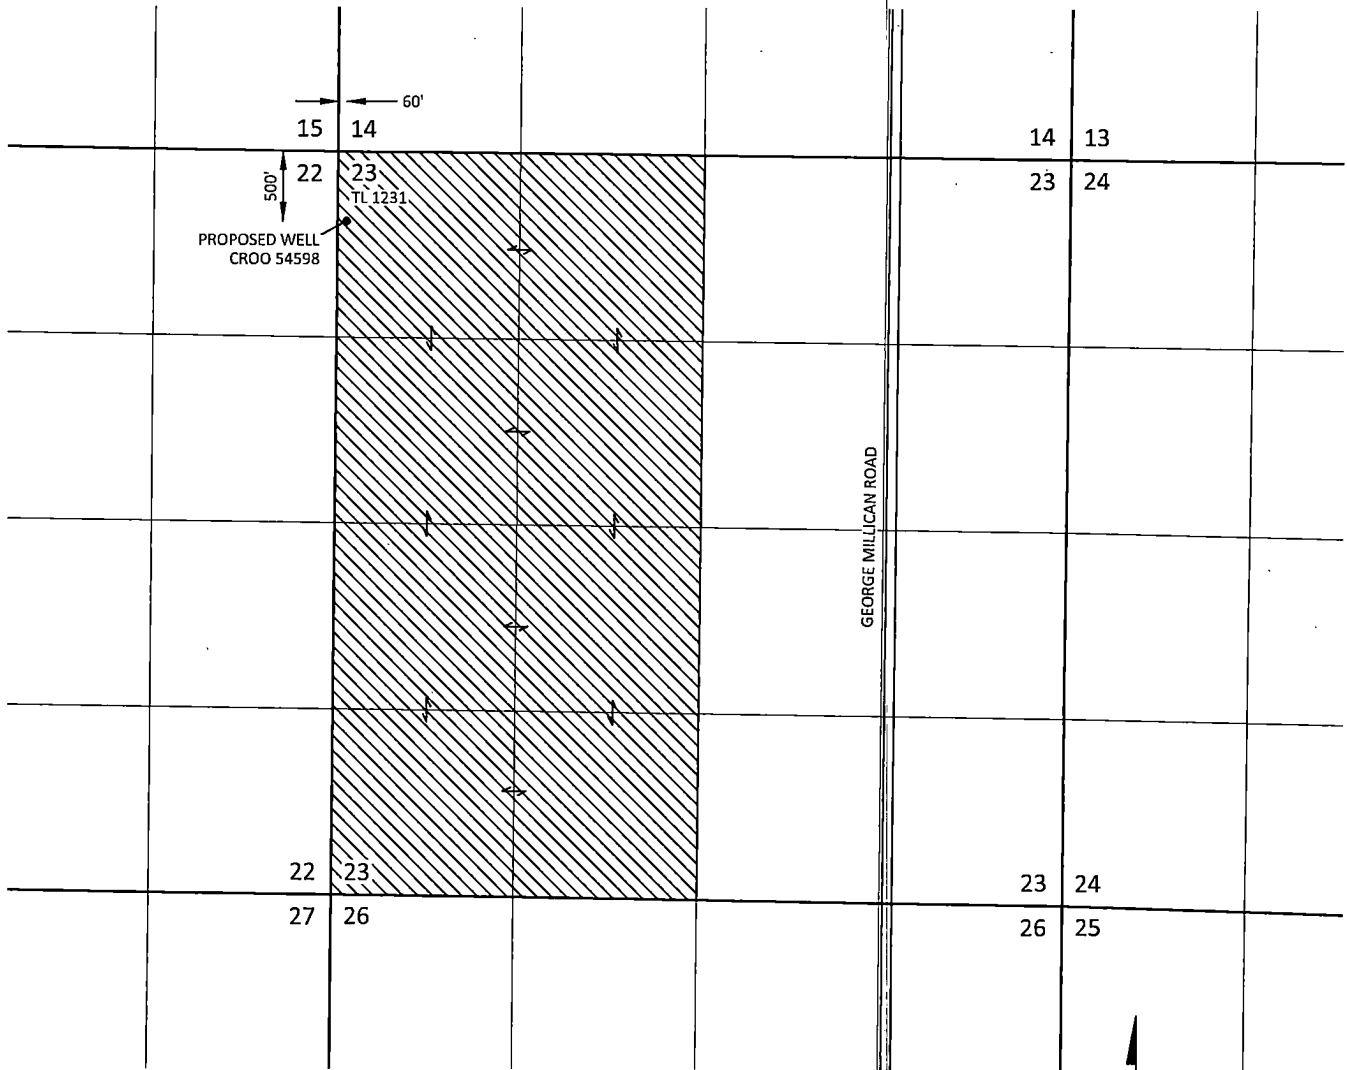 60'
15 14
14 13
500'
22 23
23 24
TL 1231
PROPOSED WELL
CROO 54598
GEORGE MILLICAN ROAD
22 23
23 24
27 26
26 25